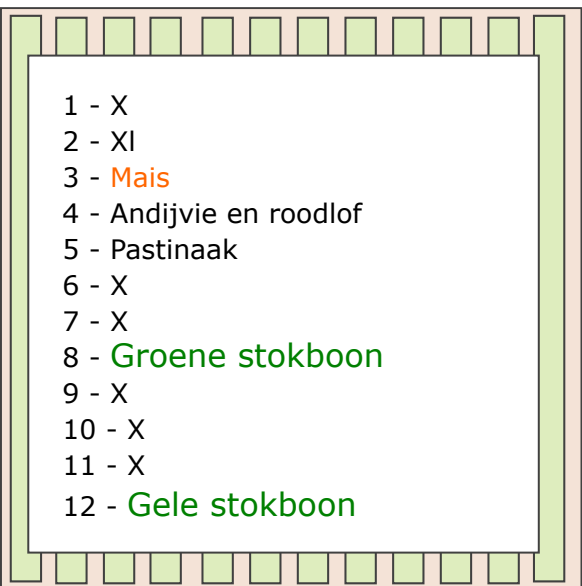 1 - X
2 - Xl
3 - Mais
4 - Andijvie en roodlof
5 - Pastinaak
6 - X
7 - X
8 - Groene stokboon
9 - X
10 - X
11 - X
12 - Gele stokboon